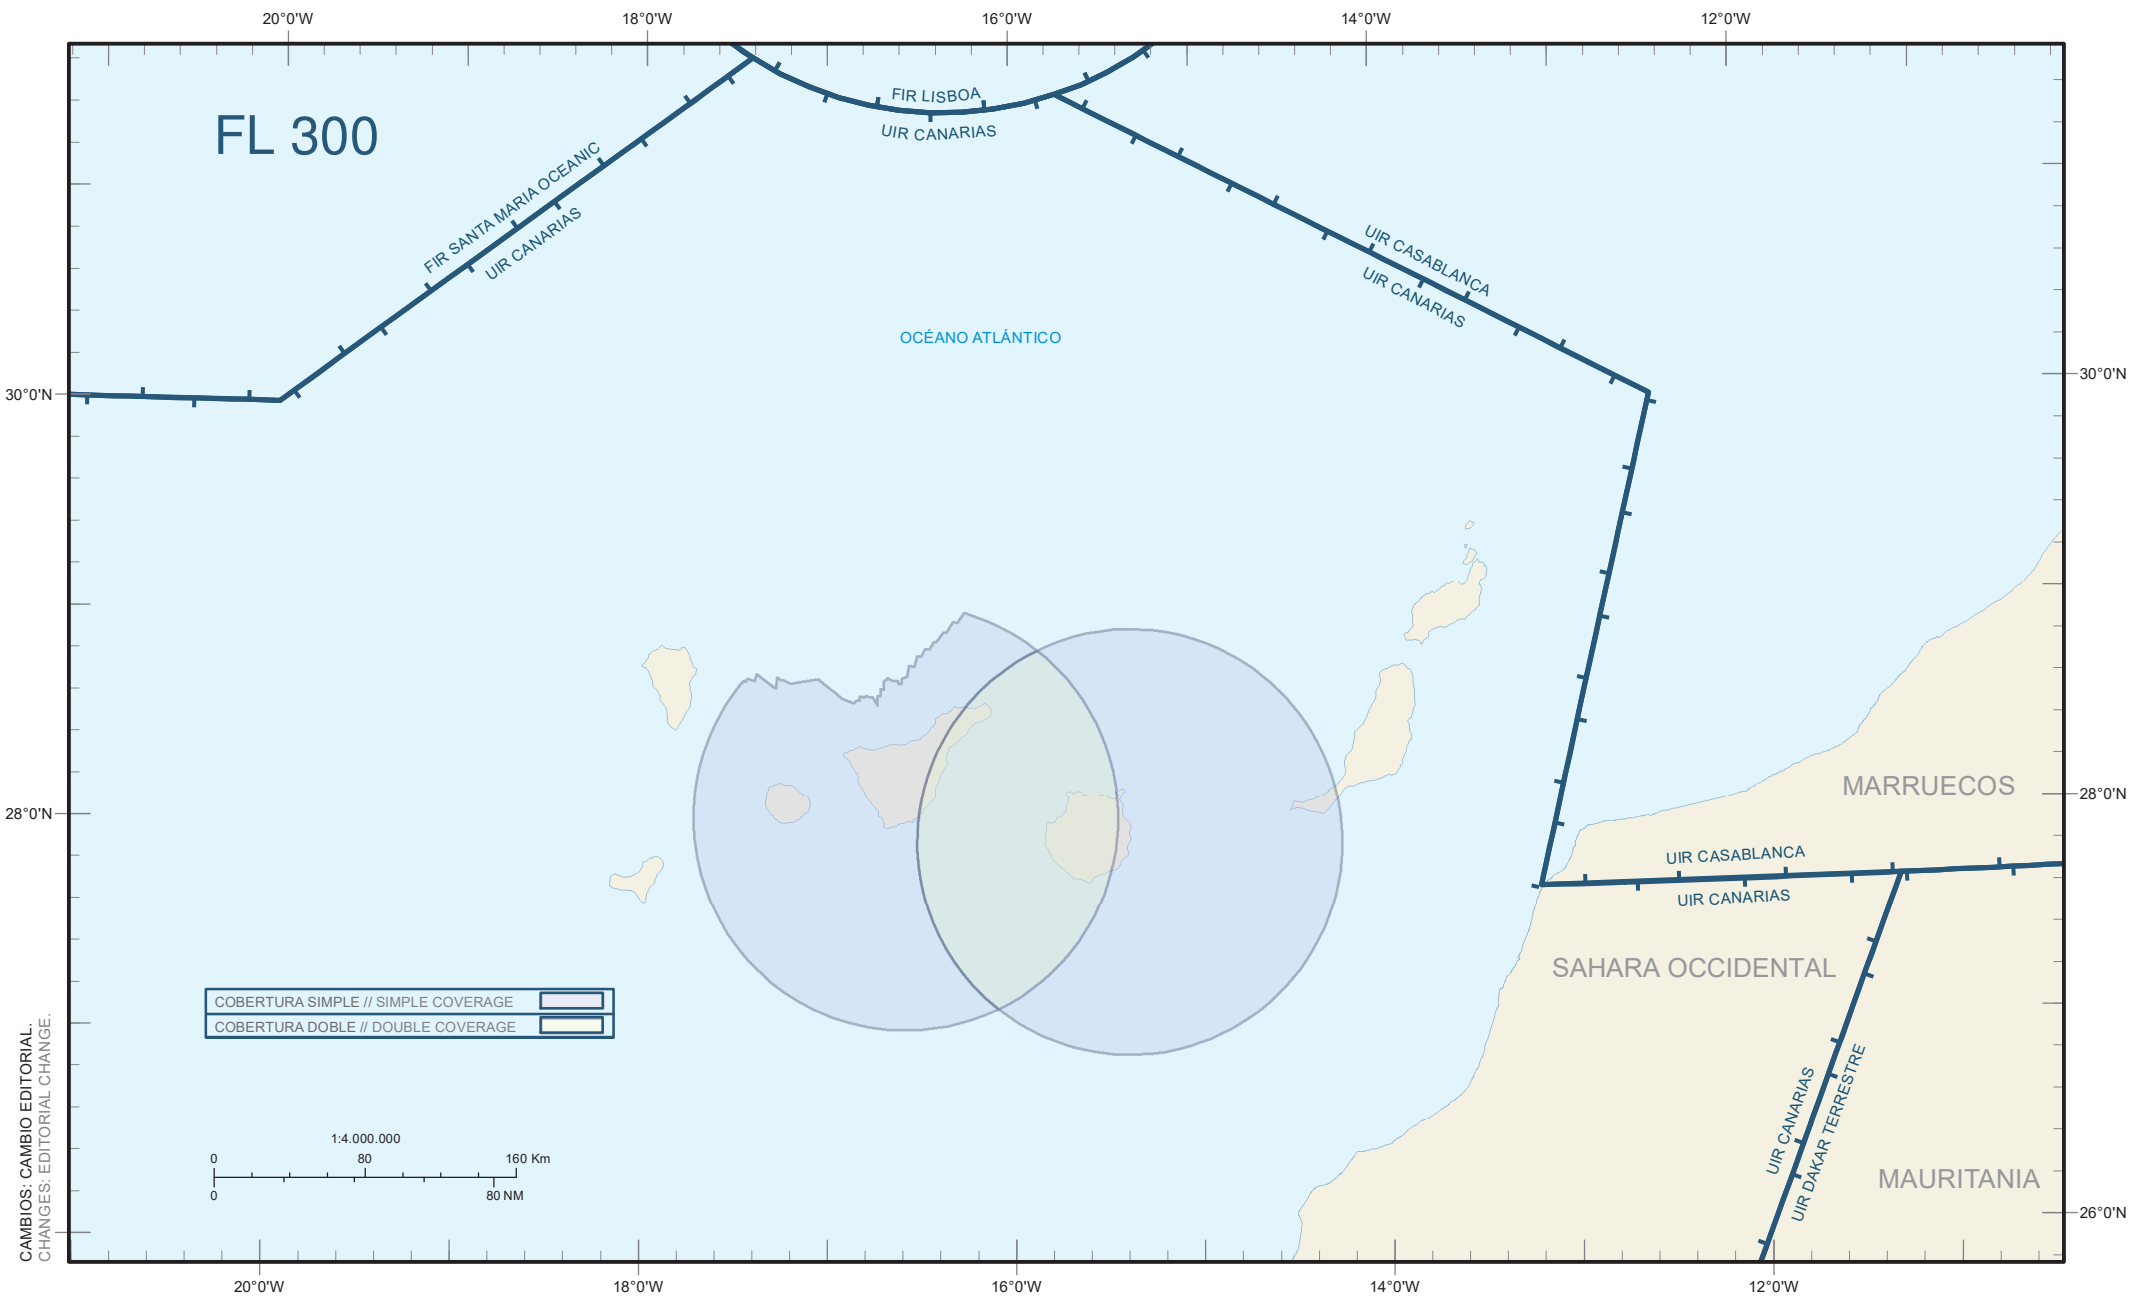 20°0'W
18°0'W
16°0'W
14°0'W
12°0'W
FL 300
FIR LISBOA
UIR CANARIAS
FIR SANTA MARIA OCEANIC
UIR CANARIAS
UIR CASABLANCA
UIR CANARIAS
OCÉANO ATLÁNTICO
30°0'N
30°0'N
28°0'N
28°0'N
MARRUECOS
UIR CASABLANCA
UIR CANARIAS
SAHARA OCCIDENTAL
COBERTURA SIMPLE // SIMPLE COVERAGE
COBERTURA DOBLE // DOUBLE COVERAGE
CAMBIOS: CAMBIO EDITORIAL.
CHANGES: EDITORIAL CHANGE.
UIR CANARIAS
UIR DAKAR TERRESTRE
1:4.000.000
0 80 160 Km
0 80 NM
MAURITANIA
26°0'N
20°0'W
18°0'W
16°0'W
14°0'W
12°0'W